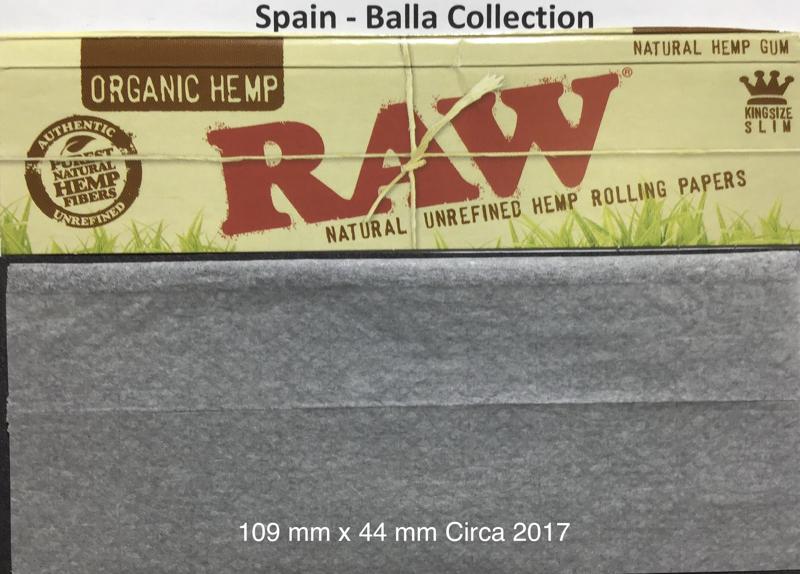 Spain - Balla Collection
NATURAL HEMP GUM
ORGANIC HEMP
KINGSIZE
SLIM
AUTHENTIC
PUREST
NATURAL
HEMP
FIBERS
UNREFINED
RAW®
NATURAL UNREFINED HEMP ROLLING PAPERS
109 mm x 44 mm Circa 2017